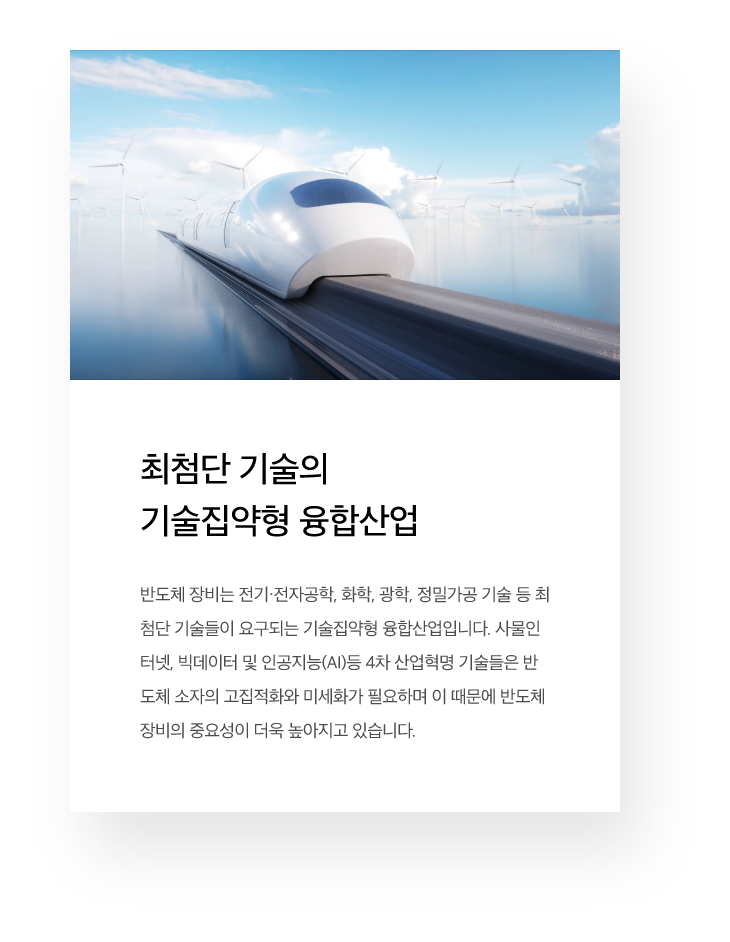 최첨단 기술의
기술집약형 융합산업
반도체 장비는 전기·전자공학, 화학, 광학, 정밀가공 기술 등 최
첨단 기술들이 요구되는 기술집약형 융합산업입니다. 사물인
터넷, 빅데이터 및 인공지능(AI)등 4차 산업혁명 기술들은 반
도체 소자의 고집적화와 미세화가 필요하며 이 때문에 반도체
장비의 중요성이 더욱 높아지고 있습니다.